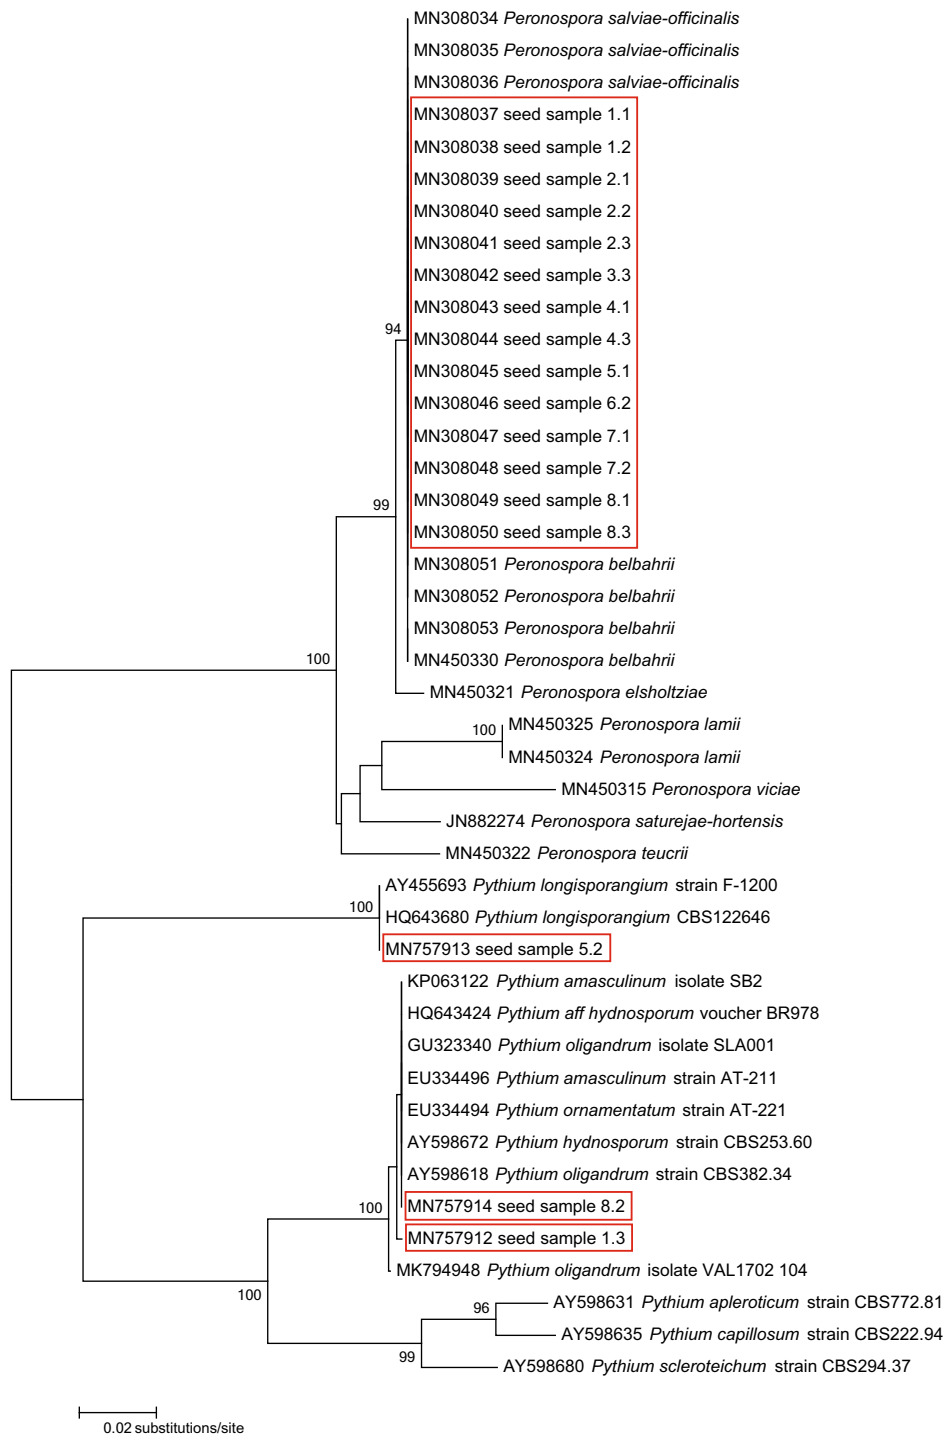 MN308034 Peronospora salviae-officinalis
MN308035 Peronospora salviae-officinalis
MN308036 Peronospora salviae-officinalis
MN308037 seed sample 1.1
MN308038 seed sample 1.2
MN308039 seed sample 2.1
MN308040 seed sample 2.2
MN308041 seed sample 2.3
MN308042 seed sample 3.3
MN308043 seed sample 4.1
94
MN308044 seed sample 4.3
MN308045 seed sample 5.1
MN308046 seed sample 6.2
MN308047 seed sample 7.1
MN308048 seed sample 7.2
99
MN308049 seed sample 8.1
MN308050 seed sample 8.3
MN308051 Peronospora belbahrii
MN308052 Peronospora belbahrii
MN308053 Peronospora belbahrii
100
MN450330 Peronospora belbahrii
MN450321 Peronospora elsholtziae
100
MN450325 Peronospora lamii
MN450324 Peronospora lamii
MN450315 Peronospora viciae
JN882274 Peronospora saturejae-hortensis
MN450322 Peronospora teucrii
AY455693 Pythium longisporangium strain F-1200
100
HQ643680 Pythium longisporangium CBS122646
MN757913 seed sample 5.2
KP063122 Pythium amasculinum isolate SB2
HQ643424 Pythium aff hydnosporum voucher BR978
GU323340 Pythium oligandrum isolate SLA001
EU334496 Pythium amasculinum strain AT-211
EU334494 Pythium ornamentatum strain AT-221
AY598672 Pythium hydnosporum strain CBS253.60
AY598618 Pythium oligandrum strain CBS382.34
100
MN757914 seed sample 8.2
MN757912 seed sample 1.3
MK794948 Pythium oligandrum isolate VAL1702 104
100
96
AY598631 Pythium apleroticum strain CBS772.81
AY598635 Pythium capillosum strain CBS222.94
99
AY598680 Pythium scleroteichum strain CBS294.37
0.02 substitutions/site